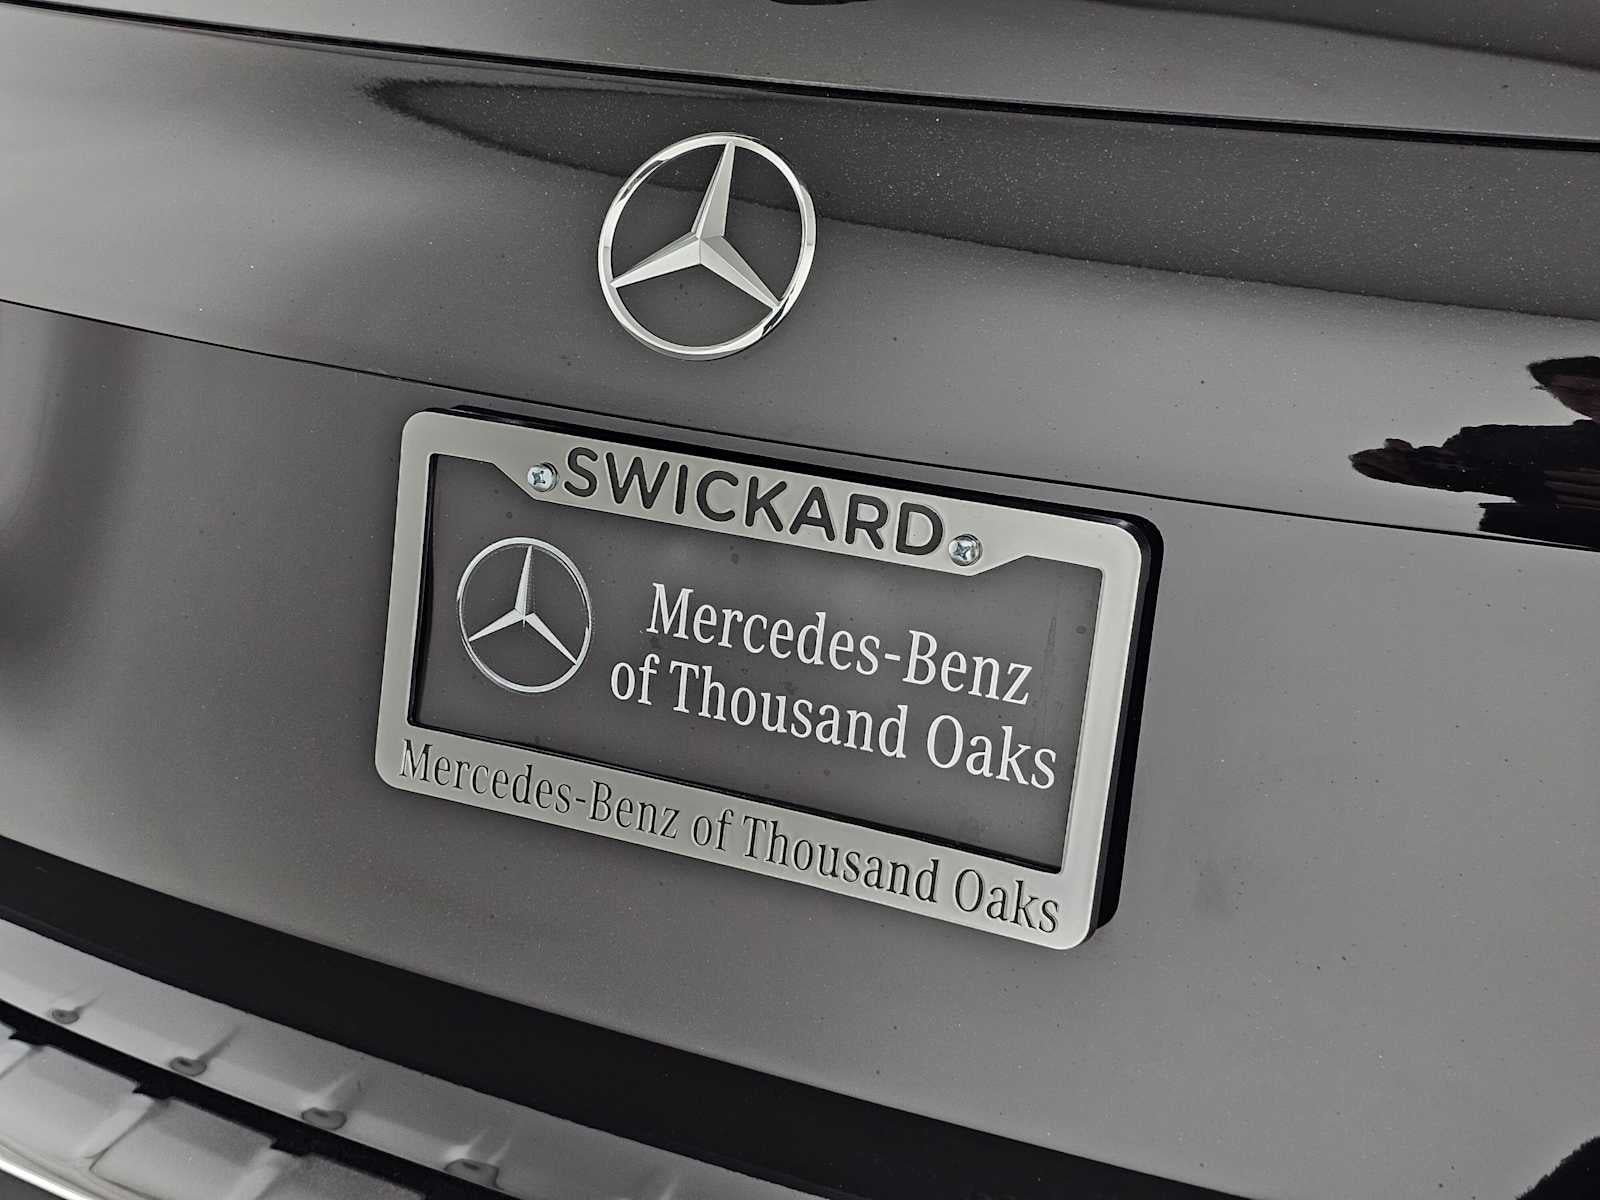 SWICKARD
Mercedes-Benz
of Thousand Oaks
Mercedes-Benz of Thousand Oaks